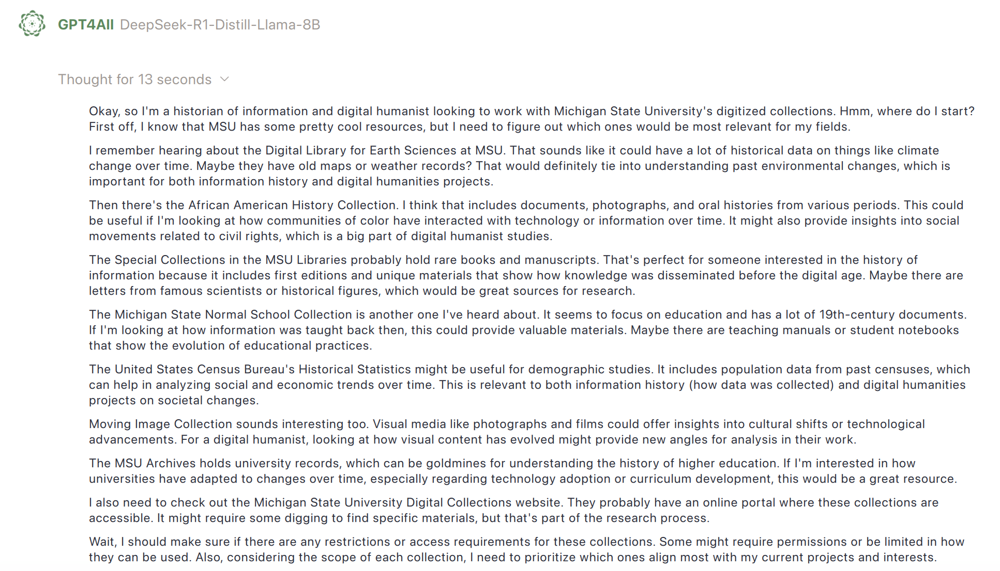 GPT4All DeepSeek-R1-Distill-Llama-8B
Thought for 13 seconds
Okay, so I'm a historian of information and digital humanist looking to work with Michigan State University's digitized collections. Hmm, where do I start?
First off, I know that MSU has some pretty cool resources, but I need to figure out which ones would be most relevant for my fields.
I remember hearing about the Digital Library for Earth Sciences at MSU. That sounds like it could have a lot of historical data on things like climate
change over time. Maybe they have old maps or weather records? That would definitely tie into understanding past environmental changes, which is
important for both information history and digital humanities projects.
Then there's the African American History Collection. I think that includes documents, photographs, and oral histories from various periods. This could
be useful if I'm looking at how communities of color have interacted with technology or information over time. It might also provide insights into social
movements related to civil rights, which is a big part of digital humanist studies.
The Special Collections in the MSU Libraries probably hold rare books and manuscripts. That's perfect for someone interested in the history of
information because it includes first editions and unique materials that show how knowledge was disseminated before the digital age. Maybe there are
letters from famous scientists or historical figures, which would be great sources for research.
The Michigan State Normal School Collection is another one I've heard about. It seems to focus on education and has a lot of 19th-century documents.
If I'm looking at how information was taught back then, this could provide valuable materials. Maybe there are teaching manuals or student notebooks
that show the evolution of educational practices.
The United States Census Bureau's Historical Statistics might be useful for demographic studies. It includes population data from past censuses, which
can help in analyzing social and economic trends over time. This is relevant to both information history (how data was collected) and digital humanities
projects on societal changes.
Moving Image Collection sounds interesting too. Visual media like photographs and films could offer insights into cultural shifts or technological
advancements. For a digital humanist, looking at how visual content has evolved might provide new angles for analysis in their work.
The MSU Archives holds university records, which can be goldmines for understanding the history of higher education. If I'm interested in how
universities have adapted to changes over time, especially regarding technology adoption or curriculum development, this would be a great resource.
I also need to check out the Michigan State University Digital Collections website. They probably have an online portal where these collections are
accessible. It might require some digging to find specific materials, but that's part of the research process.
Wait, I should make sure if there are any restrictions or access requirements for these collections. Some might require permissions or be limited in how
they can be used. Also, considering the scope of each collection, I need to prioritize which ones align most with my current projects and interests.